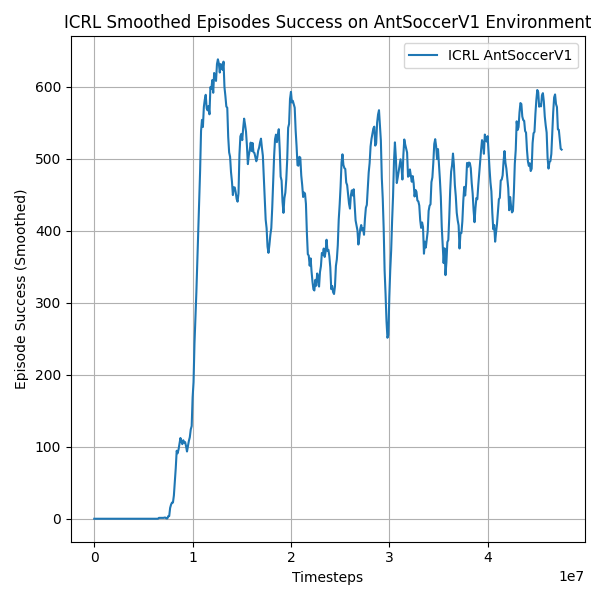 ICRL Smoothed Episodes Success on AntSoccerV1 Environment
ICRL AntSoccerV1
Episode Success (Smoothed)
600
500
400
300
200
100
0
0 1 2 3 4
1e7
Timesteps